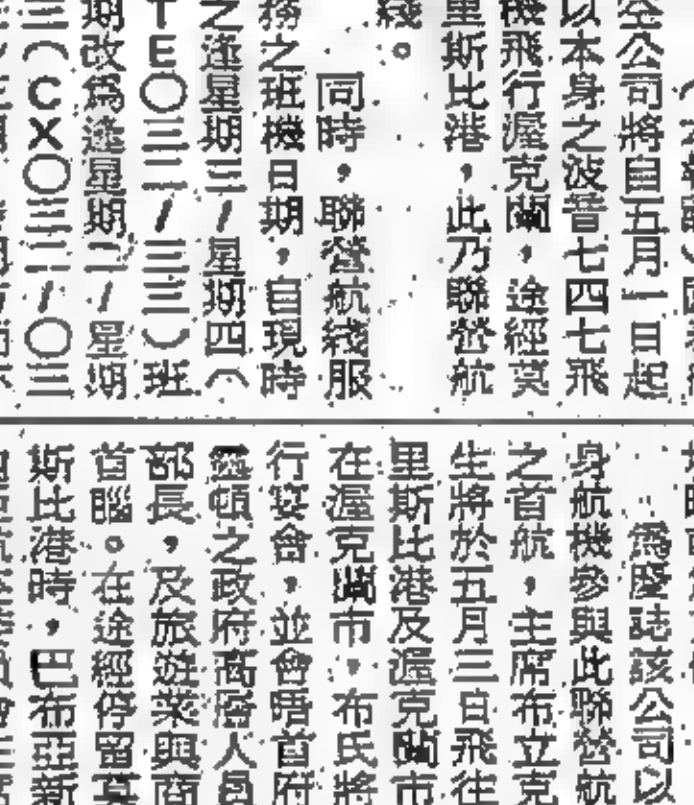 空公司將自五月一日起
以本身之波音七四七飛
機飛行渥克蘭，途經莫
里斯比港，此乃聯營航
綫。
同時，聯營航綫服
務之班機日期，自現時
之逢星期三/星期四（
TE〇三二/三三）班
期改爲逢星期二/星期
三（CX〇三二/〇三
爲慶誌該公司以
身航機參與此聯營航
之首航，主席布立克
生將於五月三日飛往
里斯比港及渥克蘭市
在渥克蘭市，布氏將
行宴會，並會晤首府
頓之政府高層人員
部長，及旅遊業與商
首腦。在途經停留莫
斯比港時，巴布亞新